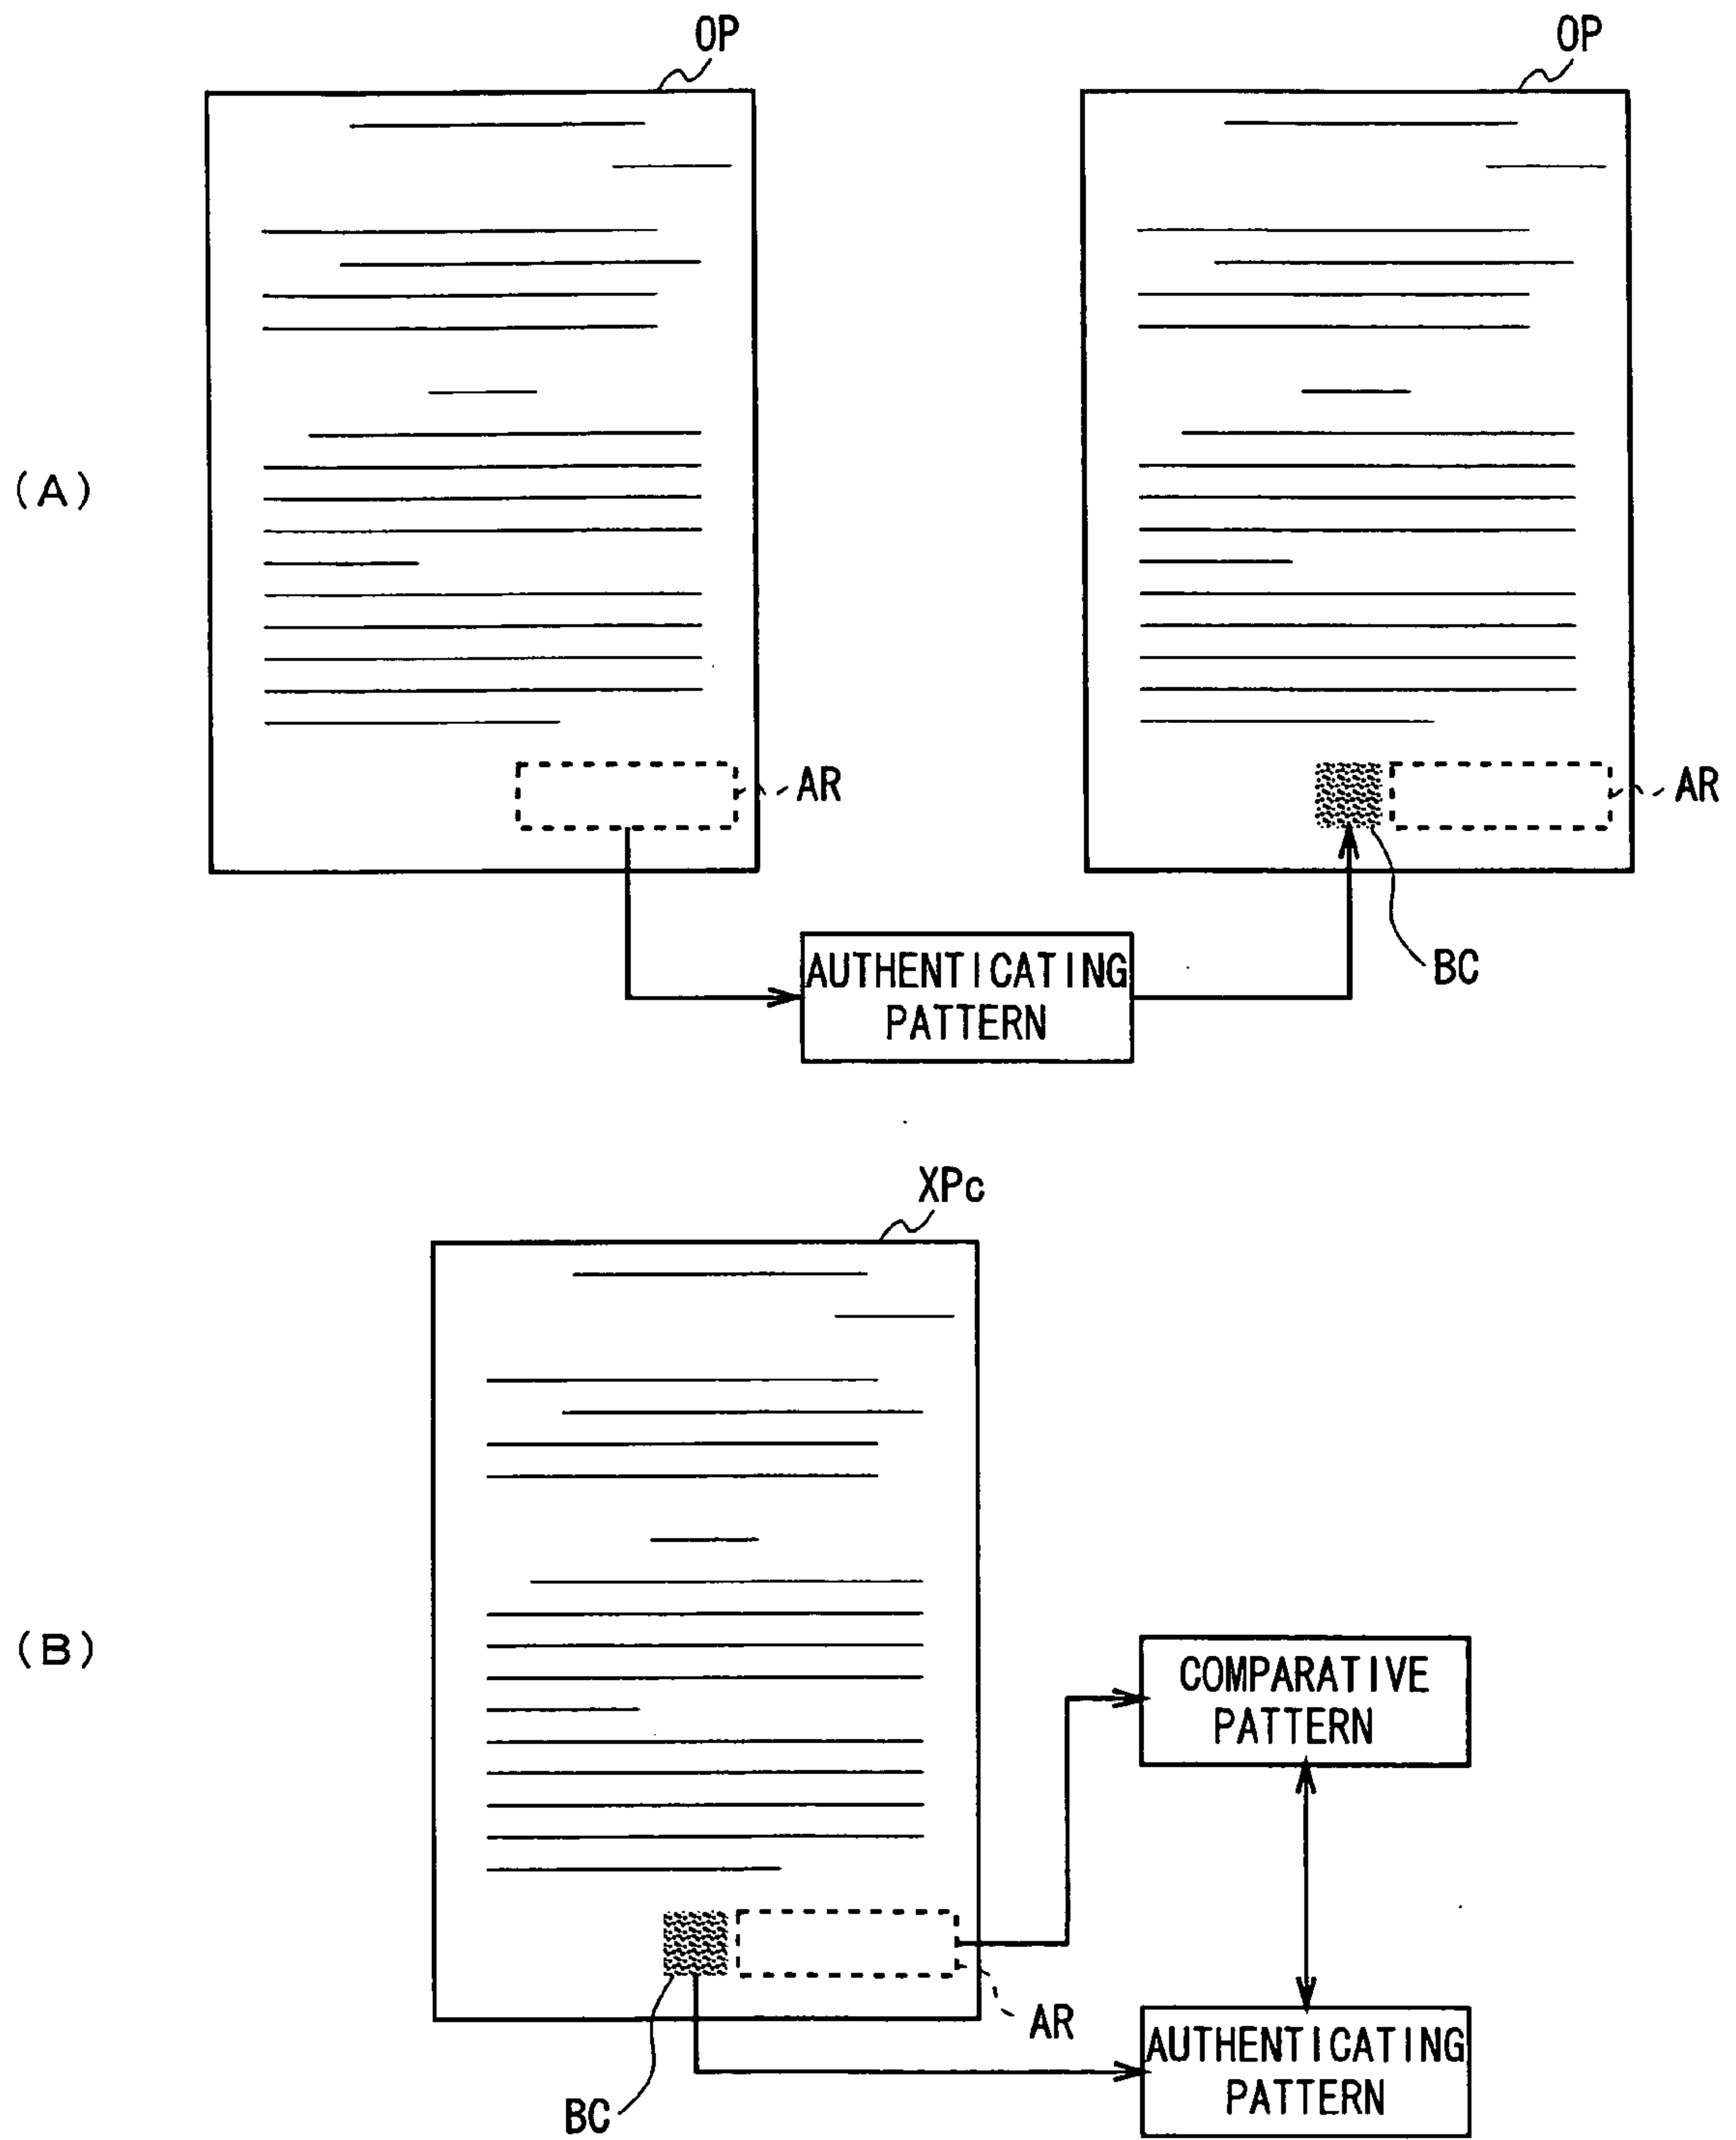 OP
OP
(A)
AR
AR
BC
AUTHENTICATING
PATTERN
XPc
(B)
COMPARATIVE
PATTERN
AR
AUTHENTICATING
PATTERN
BC